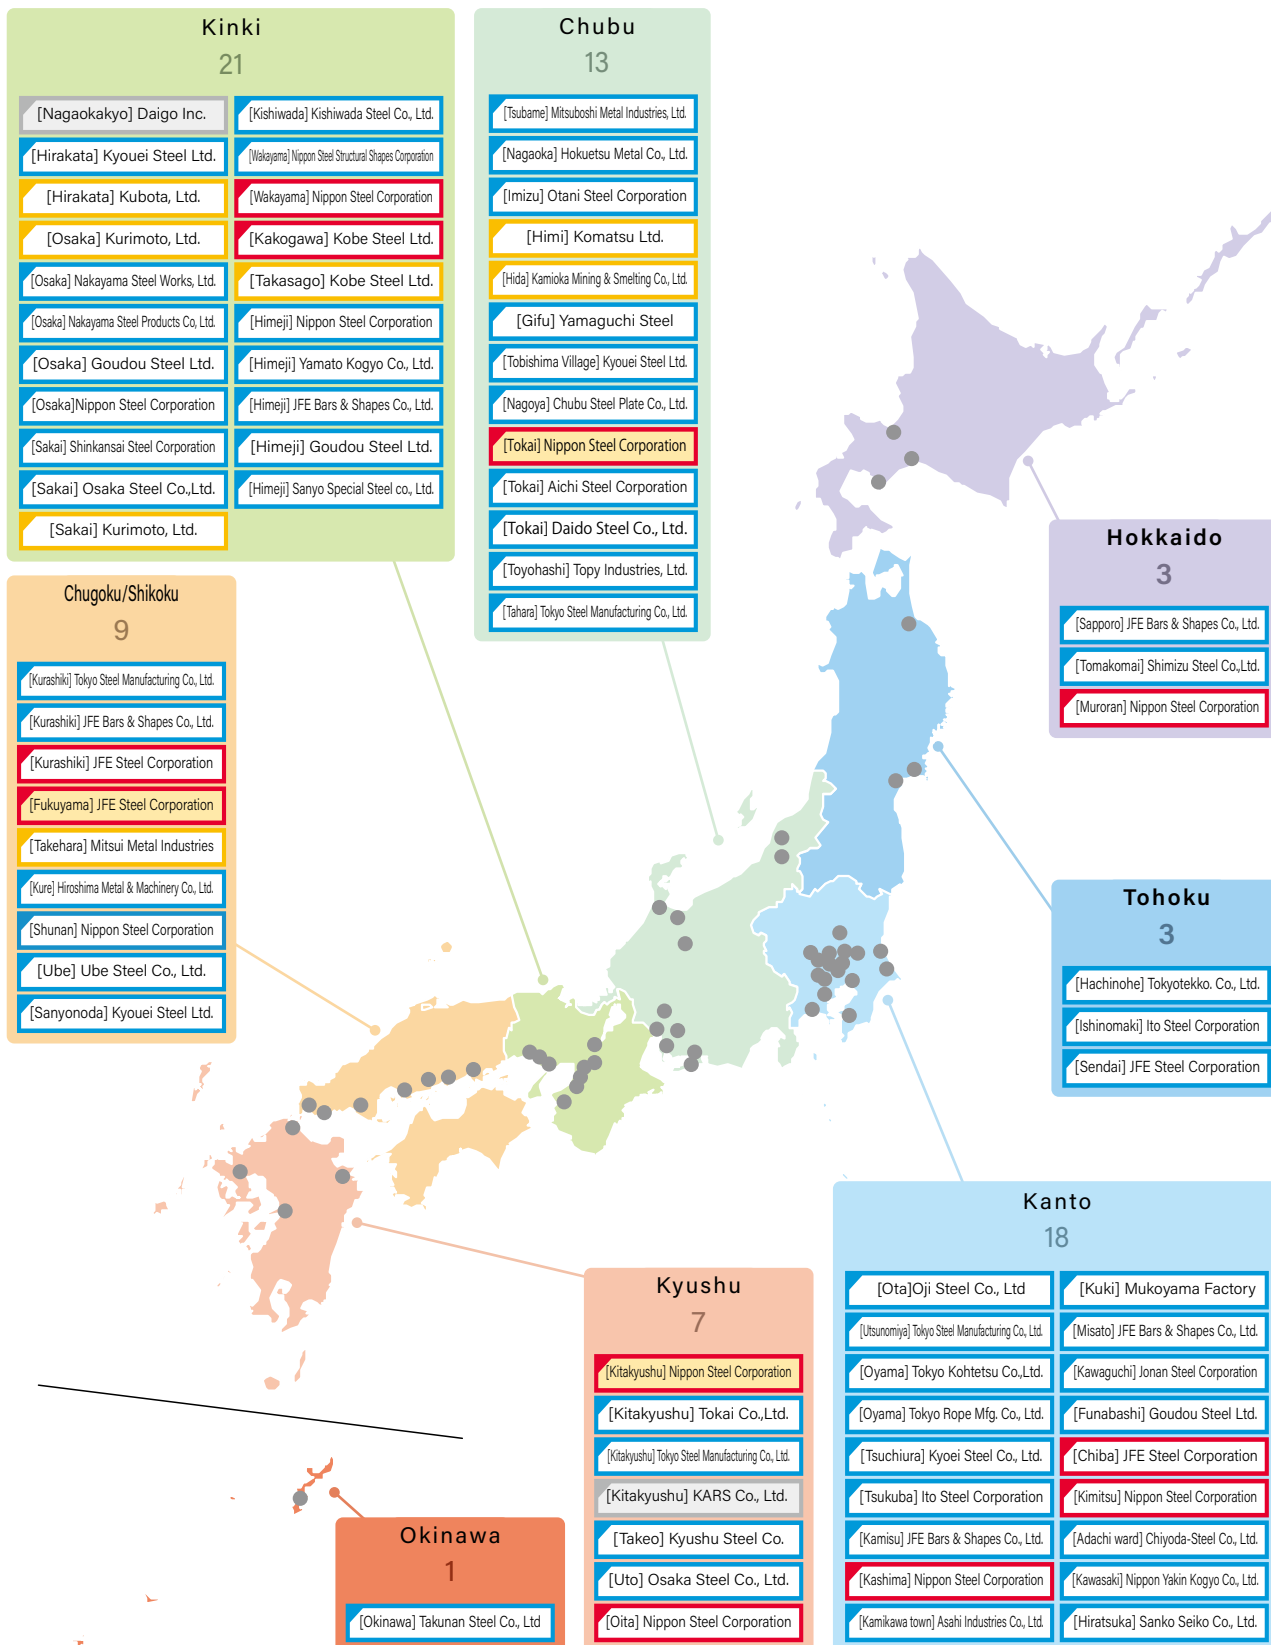 Kinki
21
[Nagaokakyo] Daigo Inc.
[Hirakata] Kyouei Steel Ltd.
[Hirakata] Kubota, Ltd.
[Osaka] Kurimoto, Ltd.
[Osaka] Nakayama Steel Works, Ltd.
[Osaka] Nakayama Steel Products Co, Ltd.
[Osaka] Goudou Steel Ltd.
[Osaka]Nippon Steel Corporation
[Sakai] Shinkansai Steel Corporation
[Sakai] Osaka Steel Co.,Ltd.
[Sakai] Kurimoto, Ltd.
[Kishiwada] Kishiwada Steel Co., Ltd.
[Wakayama] Nippon Steel Structural Shapes Corporation
[Wakayama] Nippon Steel Corporation
[Kakogawa] Kobe Steel Ltd.
[Takasago] Kobe Steel Ltd.
[Himeji] Nippon Steel Corporation
[Himeji] Yamato Kogyo Co., Ltd.
[Himeji] JFE Bars & Shapes Co., Ltd.
[Himeji] Goudou Steel Ltd.
[Himeji] Sanyo Special Steel co., Ltd.
Chubu
13
[Tsubame] Mitsuboshi Metal Industries, Ltd.
[Nagaoka] Hokuetsu Metal Co., Ltd.
[Imizu] Otani Steel Corporation
[Himi] Komatsu Ltd.
[Hida] Kamioka Mining & Smelting Co., Ltd.
[Gifu] Yamaguchi Steel
[Tobishima Village] Kyouei Steel Ltd.
[Nagoya] Chubu Steel Plate Co., Ltd.
[Tokai] Nippon Steel Corporation
[Tokai] Aichi Steel Corporation
[Tokai] Daido Steel Co., Ltd.
[Toyohashi] Topy Industries, Ltd.
[Tahara] Tokyo Steel Manufacturing Co., Ltd.
Hokkaido
3
[Sapporo] JFE Bars & Shapes Co., Ltd.
[Tomakomai] Shimizu Steel Co.,Ltd.
[Muroran] Nippon Steel Corporation
Chugoku/Shikoku
9
[Kurashiki] Tokyo Steel Manufacturing Co., Ltd.
[Kurashiki] JFE Bars & Shapes Co., Ltd.
[Kurashiki] JFE Steel Corporation
[Fukuyama] JFE Steel Corporation
[Takehara] Mitsui Metal Industries
[Kure] Hiroshima Metal & Machinery Co., Ltd.
[Shunan] Nippon Steel Corporation
[Ube] Ube Steel Co., Ltd.
[Sanyonoda] Kyouei Steel Ltd.
Tohoku
3
[Hachinohe] Tokyotekko. Co., Ltd.
[Ishinomaki] Ito Steel Corporation
[Sendai] JFE Steel Corporation
Kanto
18
[Ota]Oji Steel Co., Ltd
[Utsunomiya] Tokyo Steel Manufacturing Co., Ltd.
[Oyama] Tokyo Kohtetsu Co.,Ltd.
[Oyama] Tokyo Rope Mfg. Co., Ltd.
[Tsuchiura] Kyoei Steel Co., Ltd.
[Tsukuba] Ito Steel Corporation
[Kamisu] JFE Bars & Shapes Co., Ltd.
[Kashima] Nippon Steel Corporation
[Kamikawa town] Asahi Industries Co., Ltd.
[Kuki] Mukoyama Factory
[Misato] JFE Bars & Shapes Co., Ltd.
[Kawaguchi] Jonan Steel Corporation
[Funabashi] Goudou Steel Ltd.
[Chiba] JFE Steel Corporation
[Kimitsu] Nippon Steel Corporation
[Adachi ward] Chiyoda-Steel Co., Ltd.
[Kawasaki] Nippon Yakin Kogyo Co., Ltd.
[Hiratsuka] Sanko Seiko Co., Ltd.
Kyushu
7
[Kitakyushu] Nippon Steel Corporation
[Kitakyushu] Tokai Co.,Ltd.
[Kitakyushu] Tokyo Steel Manufacturing Co., Ltd.
[Kitakyushu] KARS Co., Ltd.
[Takeo] Kyushu Steel Co.
[Uto] Osaka Steel Co., Ltd.
[Oita] Nippon Steel Corporation
Okinawa
1
[Okinawa] Takunan Steel Co., Ltd